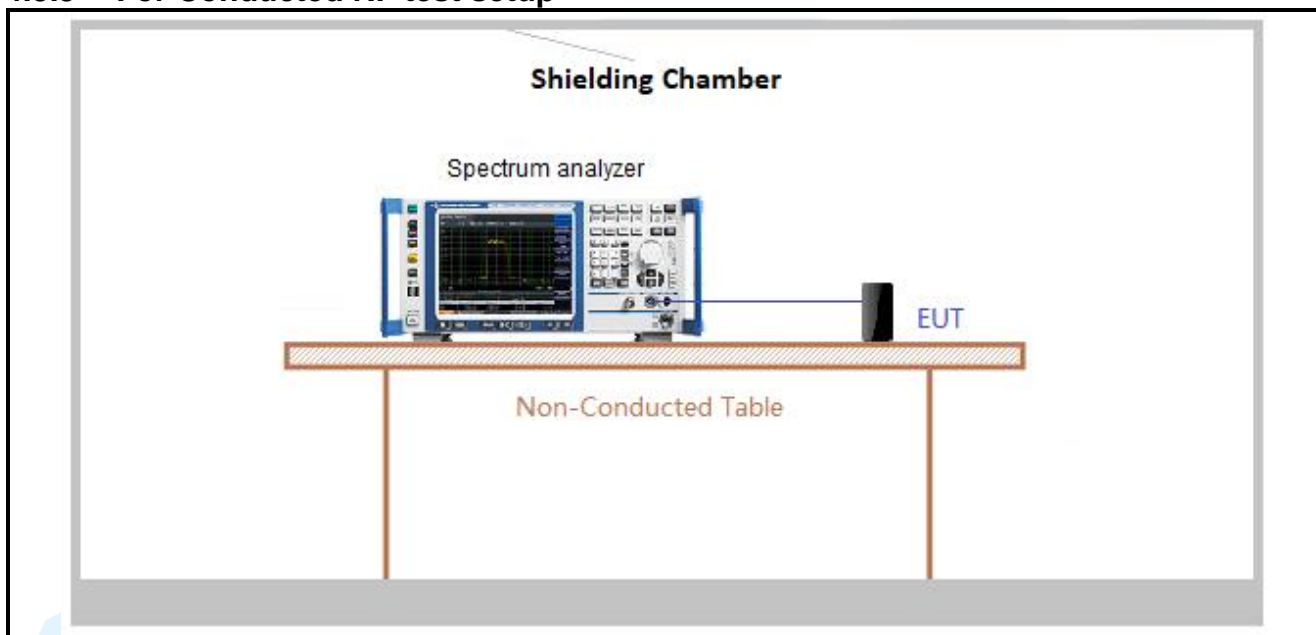 Shielding Chamber
Spectrum analyzer
EUT
Non-Conducted Table